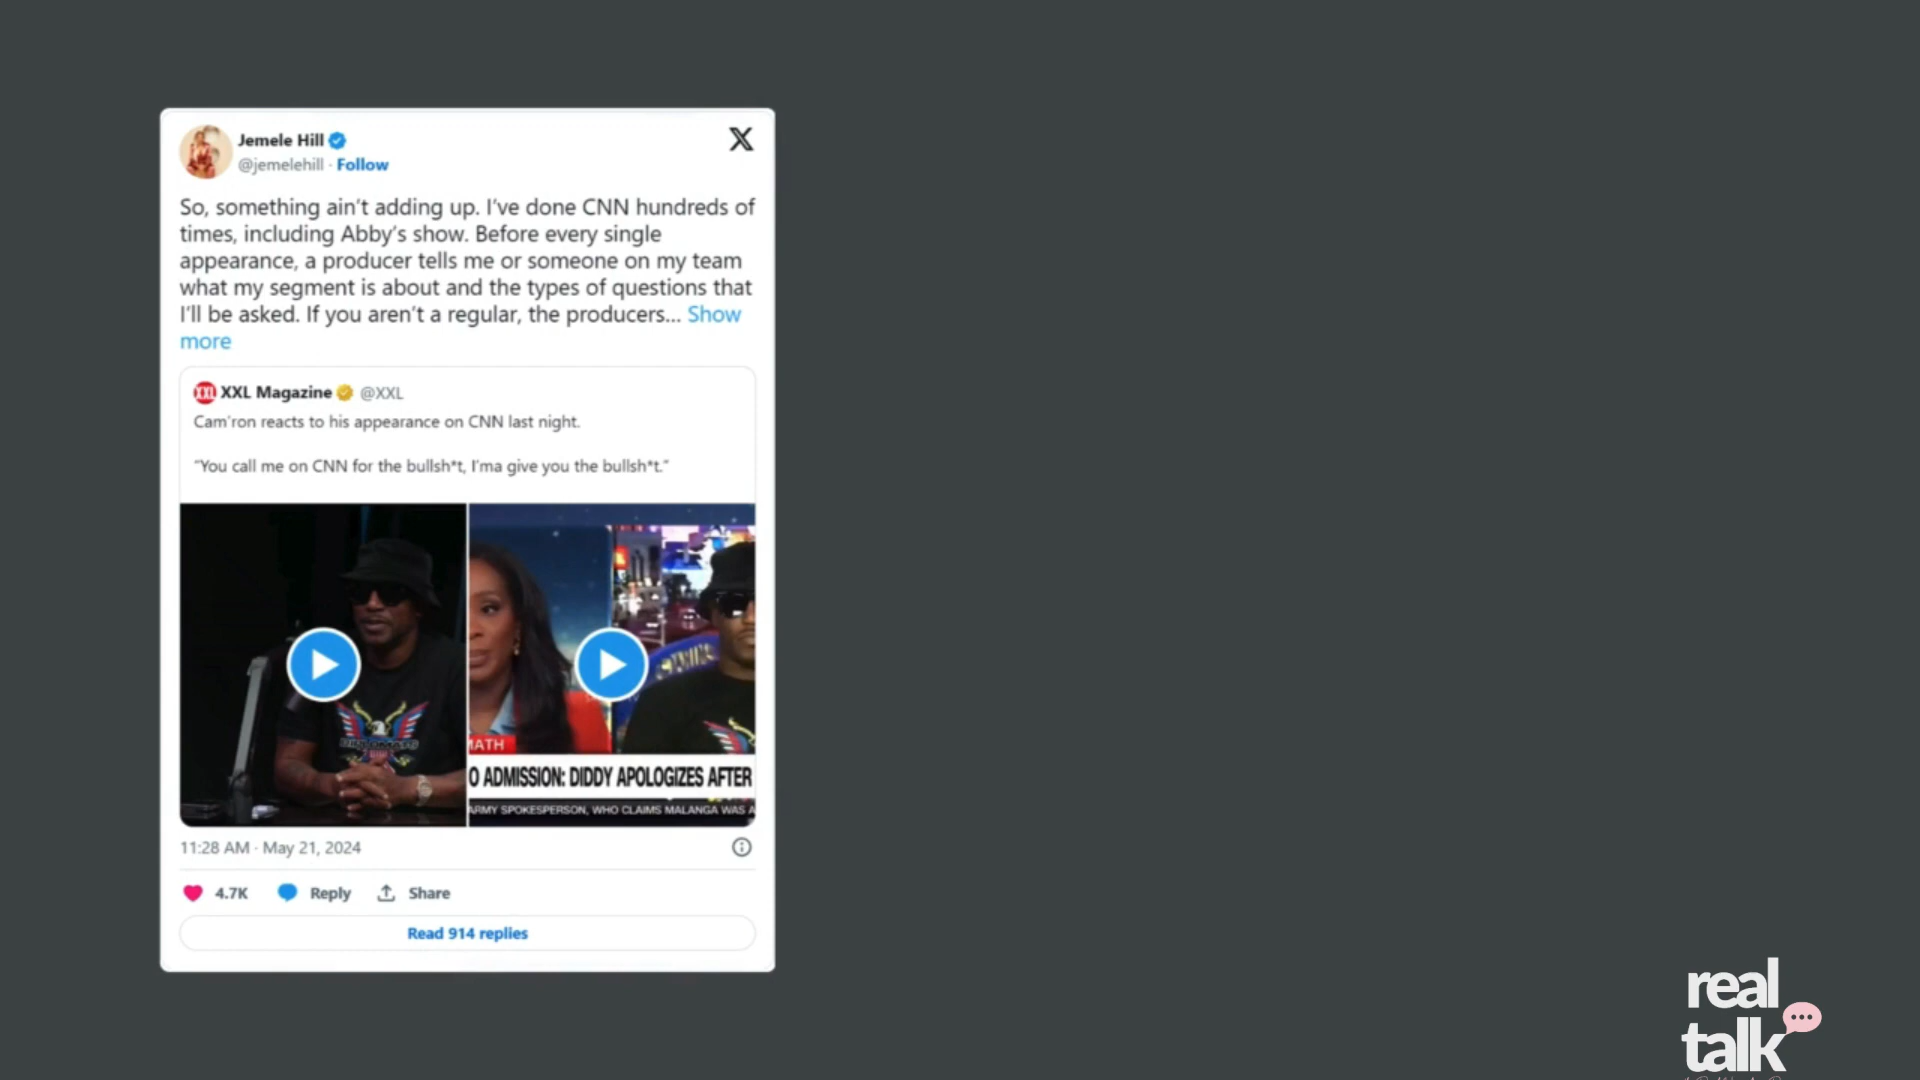 Jemele Hill
@jemelehill · Follow
So, something ain't adding up. I've done CNN hundreds of
times, including Abby's show. Before every single
appearance, a producer tells me or someone on my team
what my segment is about and the types of questions that
I'll be asked. If you aren't a regular, the producers... Show
more
XXL XXL Magazine @XXL
Cam'ron reacts to his appearance on CNN last night.
"You call me on CNN for the bullsh*t, I'ma give you the bullsh*t."
DIPLOMATS
MATH
O ADMISSION: DIDDY APOLOGIZES AFTER
ARMY SPOKESPERSON, WHO CLAIMS MALANGA WAS A
11:28 AM · May 21, 2024
4.7K Reply Share
Read 914 replies
real
talk